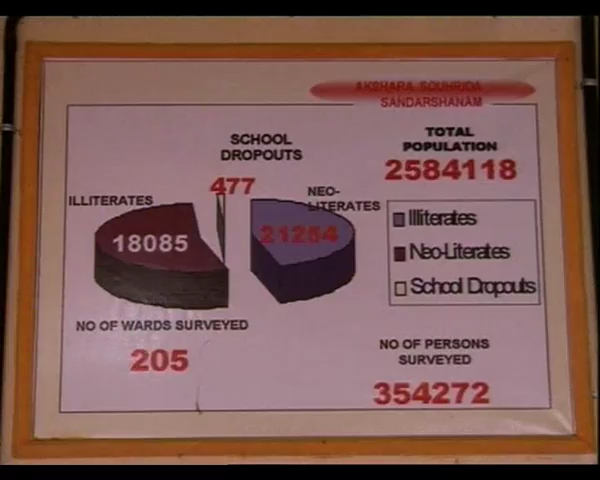 AKSHARA SOUHRIDA
SANDARSHANAM
SCHOOL
DROPOUTS
477
TOTAL
POPULATION
2584118
ILLITERATES
18085
NEO-
LITERATES
21254
Illiterates
Neo-Literates
School Dropouts
NO OF WARDS SURVEYED
205
NO OF PERSONS
SURVEYED
354272